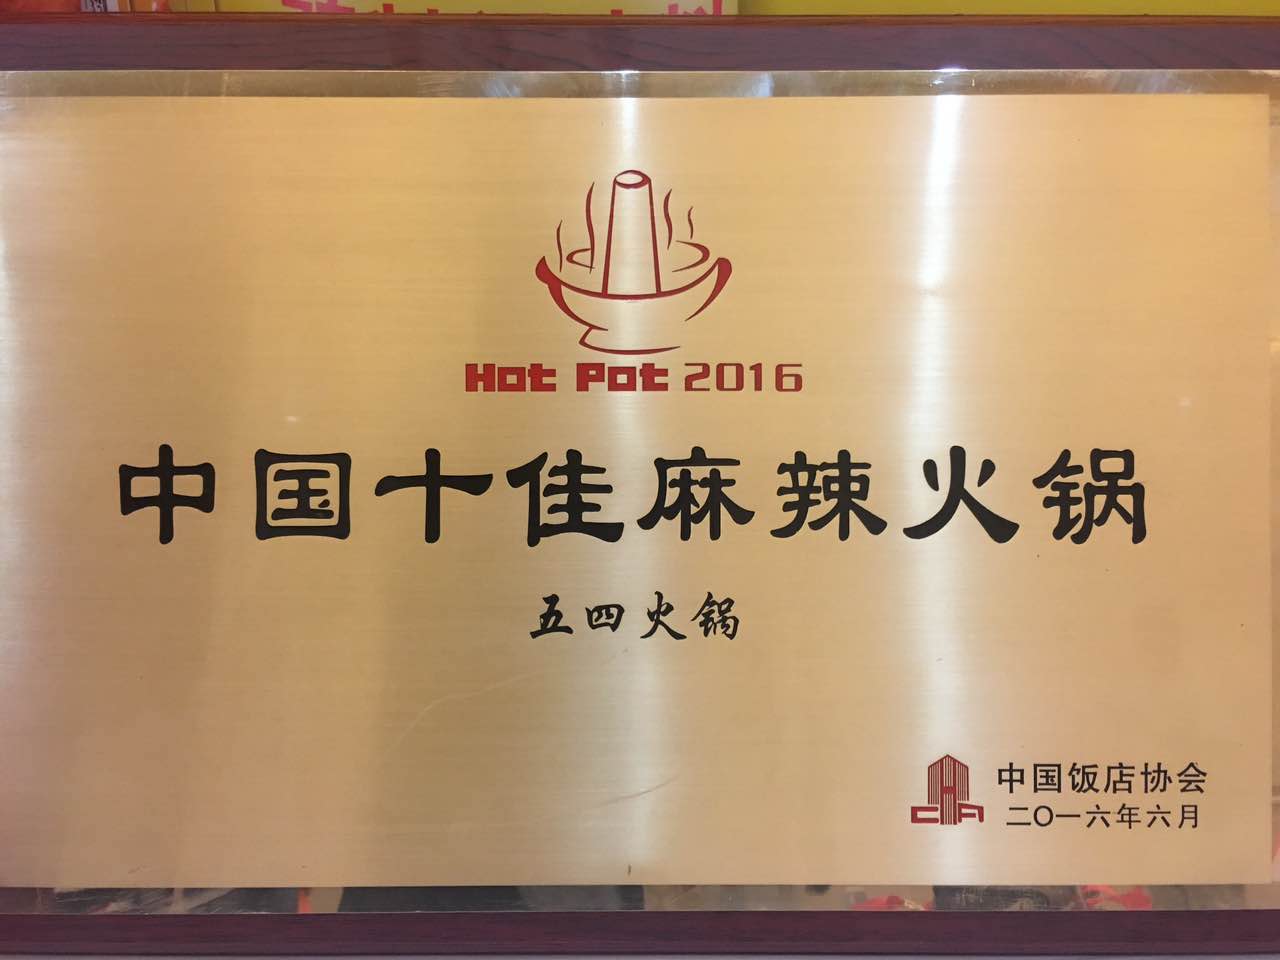 Hot Pot 2016
中国十佳麻辣火锅
五四火锅
CHA
中国饭店协会
二〇一六年六月